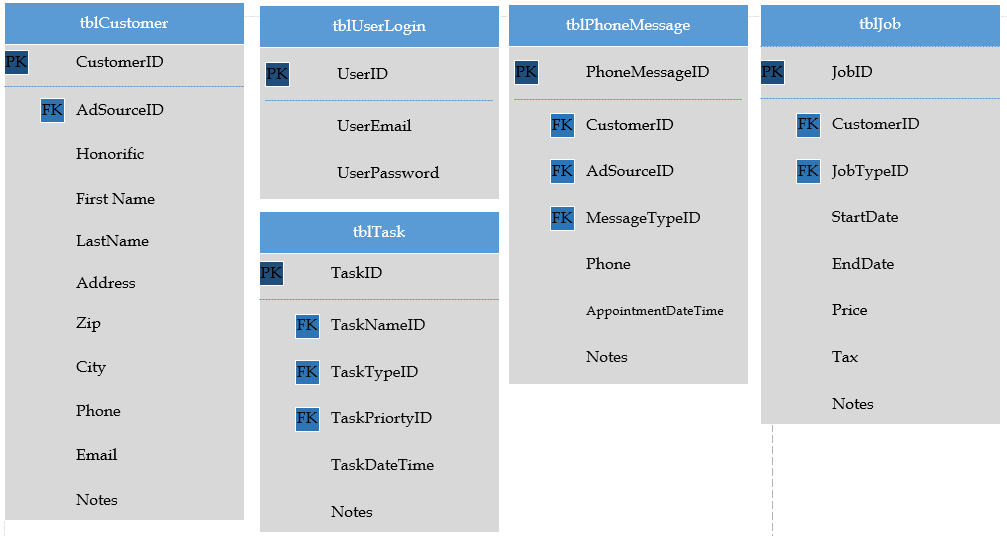 tblCustomer
PK CustomerID
FK AdSourceID
Honorific
First Name
LastName
Address
Zip
City
Phone
Email
Notes
tblUserLogin
PK UserID
UserEmail
UserPassword
tblTask
PK TaskID
FK TaskNameID
FK TaskTypeID
FK TaskPriortyID
TaskDateTime
Notes
tblPhoneMessage
PK PhoneMessageID
FK CustomerID
FK AdSourceID
FK MessageTypeID
Phone
AppointmentDateTime
Notes
tblJob
PK JobID
FK CustomerID
FK JobTypeID
StartDate
EndDate
Price
Tax
Notes